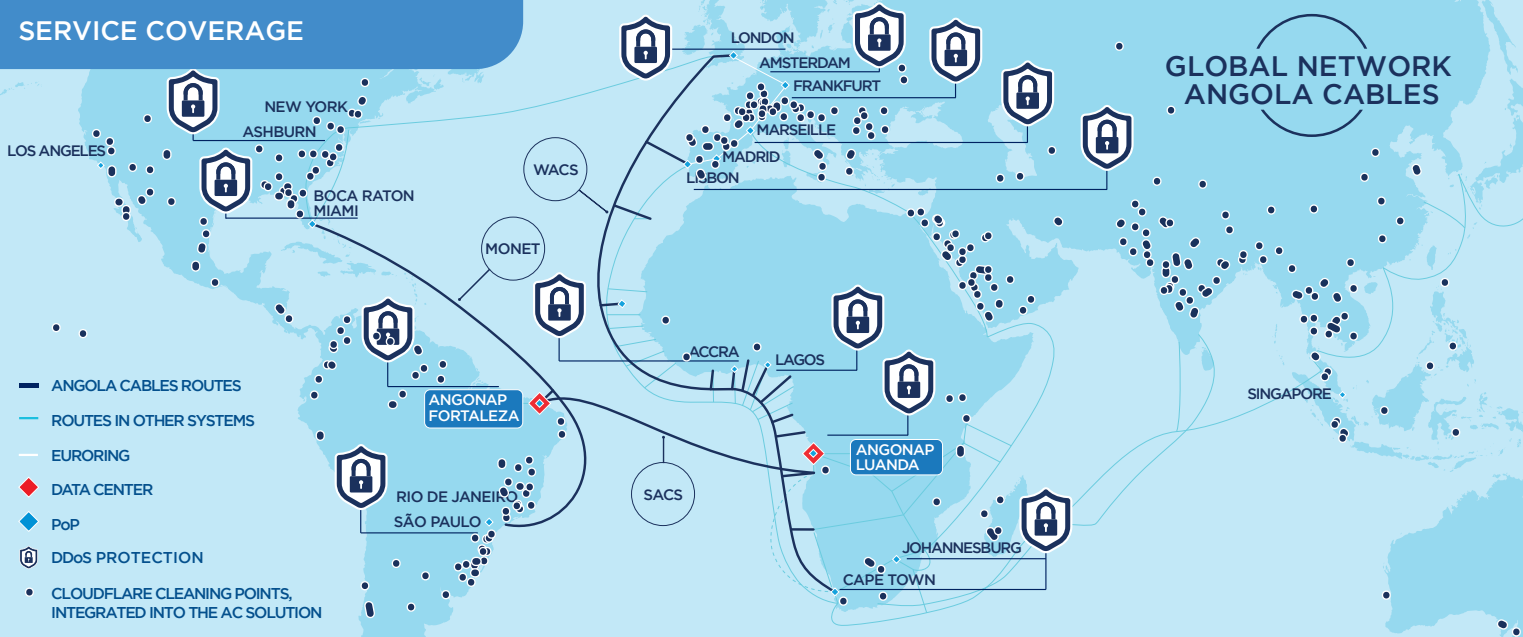 SERVICE COVERAGE
GLOBAL NETWORK
ANGOLA CABLES
LONDON
AMSTERDAM
FRANKFURT
NEW YORK
ASHBURN
MARSEILLE
LOS ANGELES
MADRID
WACS
LISBON
BOCA RATON
MIAMI
MONET
ACCRA
LAGOS
SINGAPORE
ANGONAP
FORTALEZA
ANGONAP
LUANDA
SACS
RIO DE JANEIRO
SÃO PAULO
JOHANNESBURG
CAPE TOWN
ANGOLA CABLES ROUTES
ROUTES IN OTHER SYSTEMS
EURORING
DATA CENTER
PoP
DDoS PROTECTION
CLOUDFLARE CLEANING POINTS,
INTEGRATED INTO THE AC SOLUTION